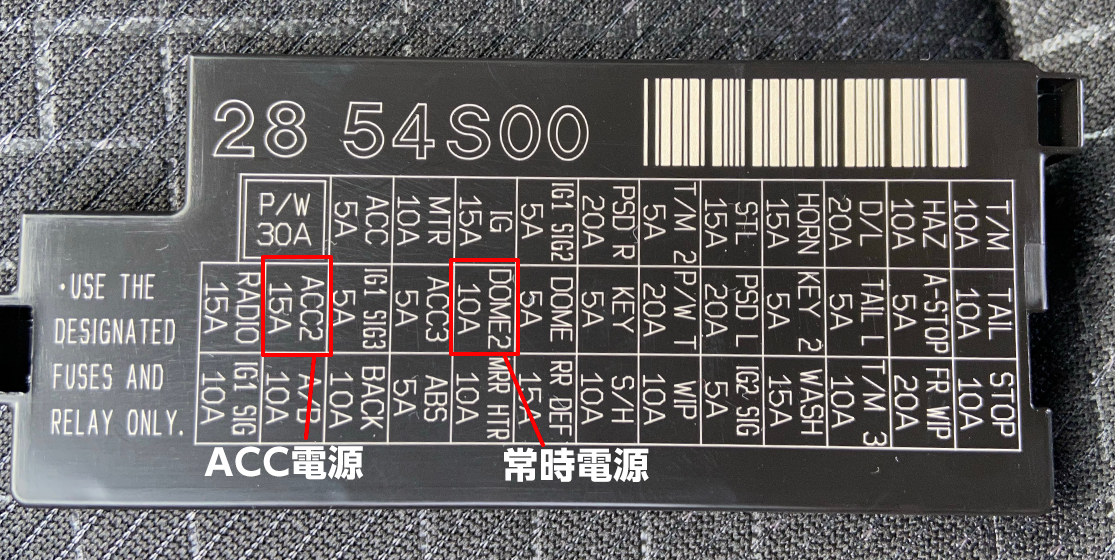 28 54S00
P/W
30A
ACC
5A
MTR
10A
IG
15A
IG1 SIG2
5A
PSD R
20A
T/M 2
5A
STL
15A
HORN
15A
D/L
20A
HAZ
10A
T/M
10A
RADIO
15A
ACC2
15A
IG1 SIG3
5A
ACC3
5A
DOME2
10A
DOME
5A
KEY
5A
P/W T
20A
PSD L
20A
KEY 2
TAIL L
5A
A-STOP
5A
TAIL
10A
IG1 SIG
10A
10A
BACK
10A
ABS
5A
MRR HTR
10A
RR DEF
15A
S/H
10A
WIP
10A
IG2 SIG
5A
WASH
15A
T/M 3
10A
FR WIP
20A
STOP
10A
・USE THE
DESIGNATED
FUSES AND
RELAY ONLY.
ACC電源
常時電源